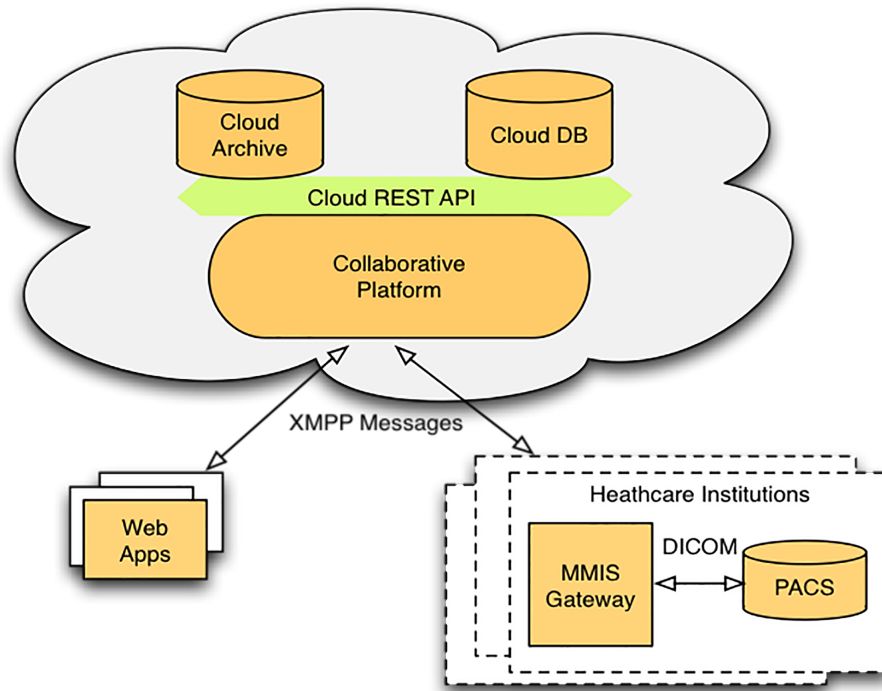 Cloud
Archive
Cloud DB
Cloud REST API
Collaborative
Platform
XMPP Messages
Web
Apps
Heathcare Institutions
DICOM
MMIS
Gateway
PACS